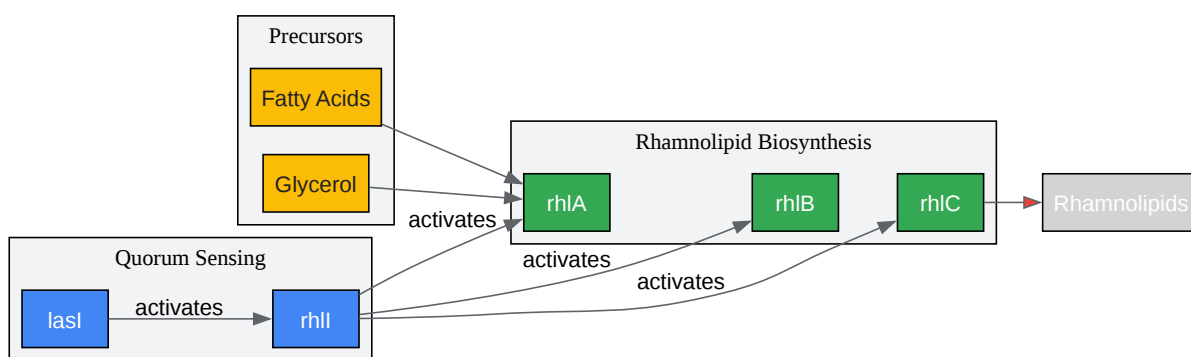 Precursors
Fatty Acids
Glycerol
Rhamnolipid Biosynthesis
rhlA
rhlB
rhlC
Rhamnolipids
activates
activates
activates
Quorum Sensing
lasI
activates
rhlI